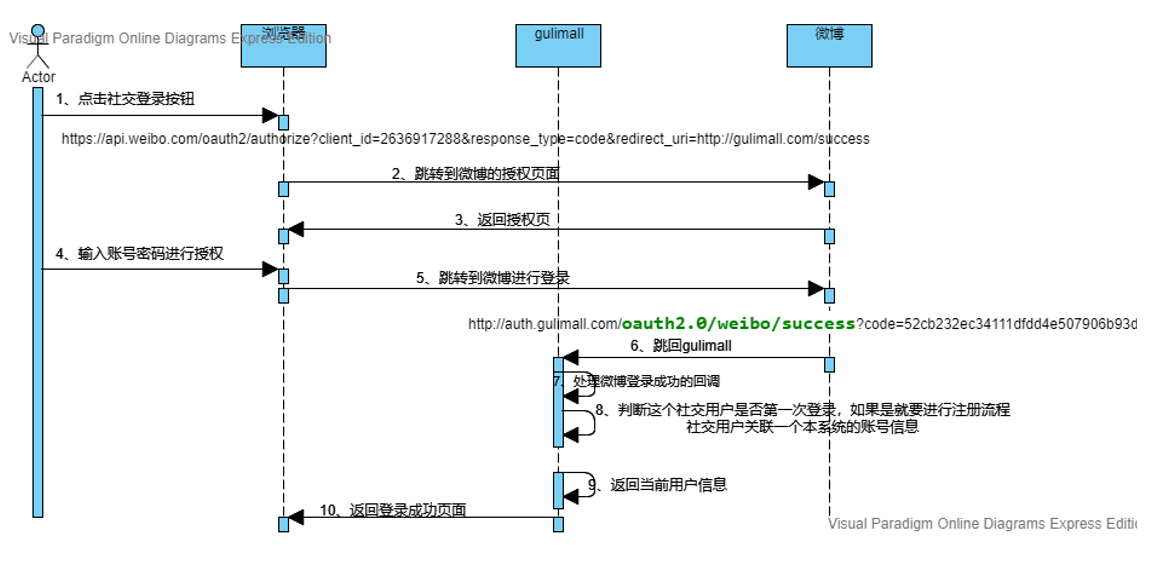 Visual Paradigm Online Diagrams Express Edition
浏览器
gulimall
微博
Actor
1、点击社交登录按钮
https://api.weibo.com/oauth2/authorize?client_id=2636917288&response_type=code&redirect_uri=http://gulimall.com/success
2、跳转到微博的授权页面
3、返回授权页
4、输入账号密码进行授权
5、跳转到微博进行登录
http://auth.gulimall.com/oauth2.0/weibo/success?code=52cb232ec34111dfdd4e507906b93d
6、跳回gulimall
7、处理微博登录成功的回调
8、判断这个社交用户是否第一次登录，如果是就要进行注册流程
社交用户关联一个本系统的账号信息
9、返回当前用户信息
10、返回登录成功页面
Visual Paradigm Online Diagrams Express Editio